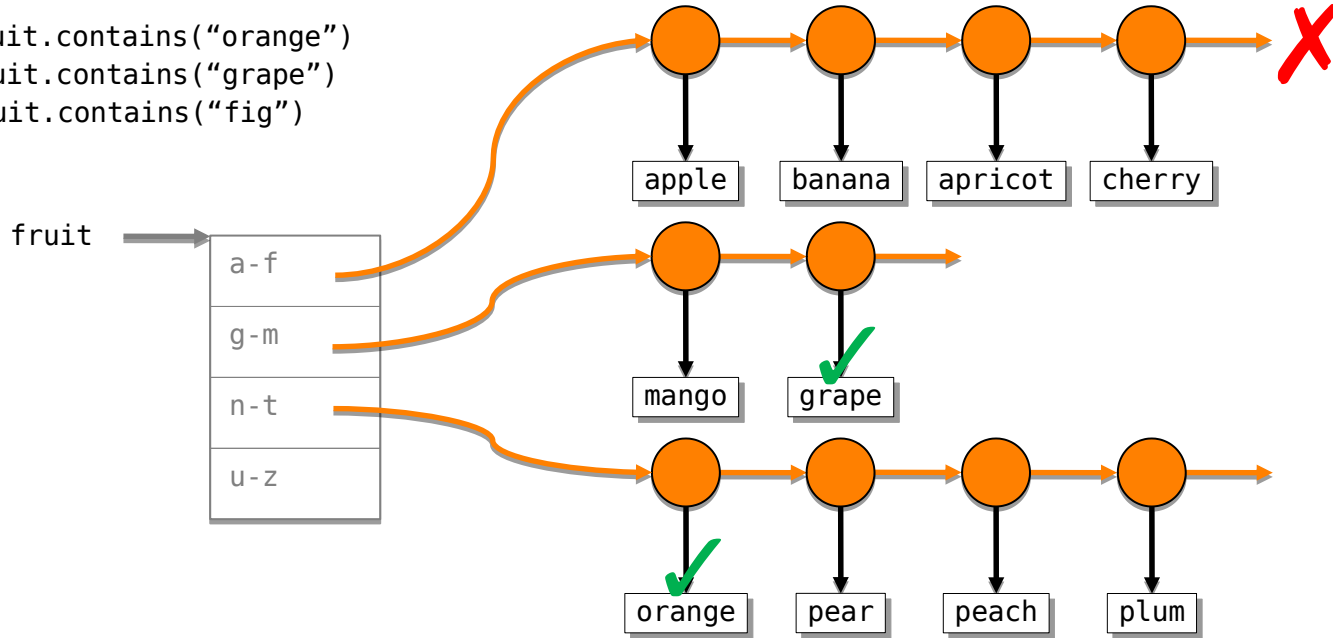 uit.contains(“orange”)
uit.contains(“grape”)
uit.contains(“fig”)
apple banana apricot cherry
fruit
a-f
g-m
n-t
u-z
mango grape
orange pear peach plum